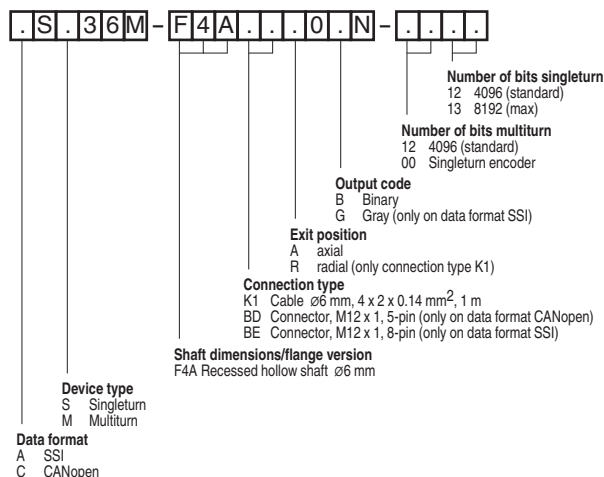 .S.36M-F4A...0.N-....
Number of bits singleturn
12 4096 (standard)
13 8192 (max)
Number of bits multiturn
12 4096 (standard)
00 Singleturn encoder
Output code
B Binary
G Gray (only on data format SSI)
Exit position
A axial
R radial (only connection type K1)
Connection type
K1 Cable ⌀6 mm, 4 x 2 x 0.14 mm², 1 m
BD Connector, M12 x 1, 5-pin (only on data format CANopen)
BE Connector, M12 x 1, 8-pin (only on data format SSI)
Shaft dimensions/flange version
F4A Recessed hollow shaft ⌀6 mm
Device type
S Singleturn
M Multiturn
Data format
A SSI
C CANopen